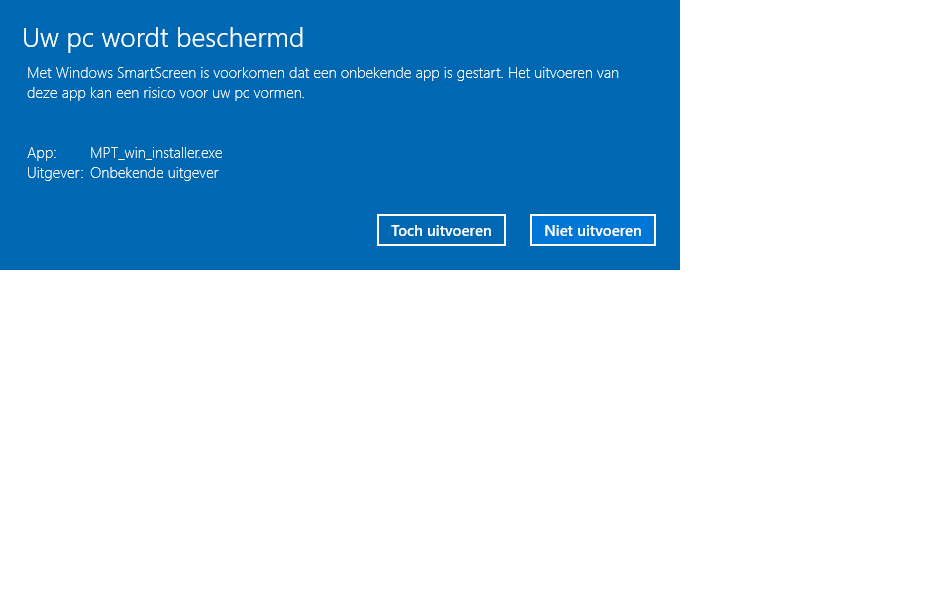 Uw pc wordt beschermd
Met Windows SmartScreen is voorkomen dat een onbekende app is gestart. Het uitvoeren van
deze app kan een risico voor uw pc vormen.
App: MPT_win_installer.exe
Uitgever: Onbekende uitgever
Toch uitvoeren Niet uitvoeren